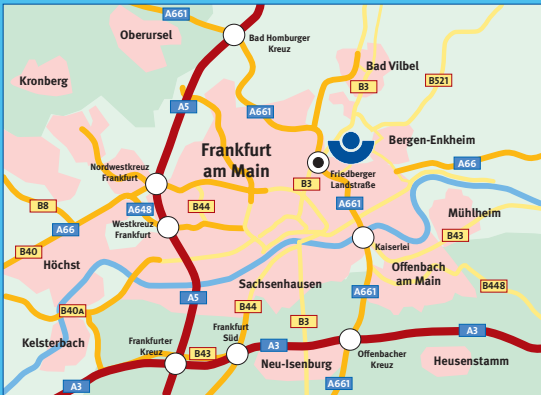 A661
Oberursel
Bad Homburger
Kreuz
Bad Vilbel
Kronberg
B521
B3
A5
A661
Bergen-Enkheim
Frankfurt
am Main
A66
Nordwestkreuz
Frankfurt
Friedberger
Landstraße
B3
B8
A648
B44
A661
Mühlheim
A66
Westkreuz
Frankfurt
B43
B40
Kaiserlei
Höchst
Offenbach
am Main
Sachsenhausen
A5
A661
B448
B40A
B44
B3
Frankfurt
Süd
Kelsterbach
Frankfurter
Kreuz
B43
A3
A3
Offenbacher
Kreuz
Neu-Isenburg
Heusenstamm
A3
A661